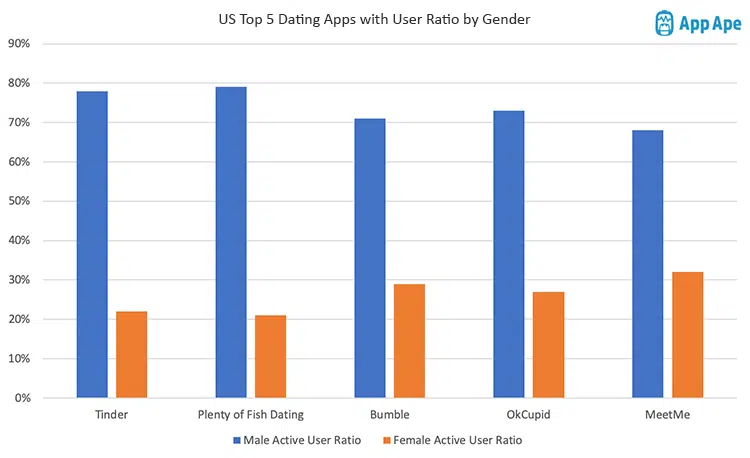 US Top 5 Dating Apps with User Ratio by Gender
App Ape
90%
80%
70%
60%
50%
40%
30%
20%
10%
0%
Tinder Plenty of Fish Dating Bumble OkCupid MeetMe
Male Active User Ratio Female Active User Ratio